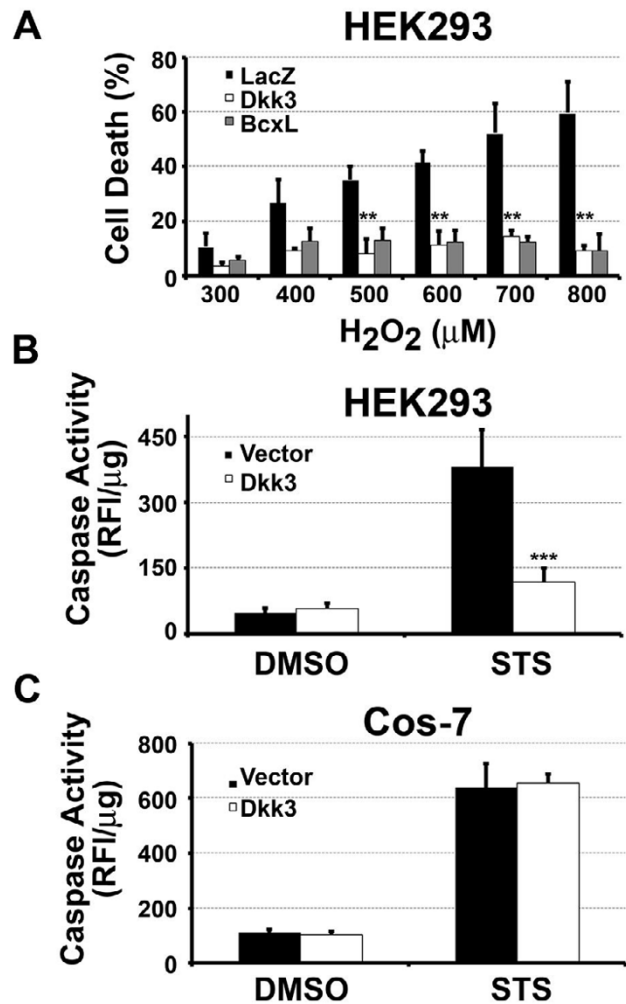 A
HEK293
Cell Death (%)
80
60
40
20
0
LacZ
Dkk3
BcxL
** ** ** **
300 400 500 600 700 800
H₂O₂ (μM)
B
HEK293
Caspase Activity
(RFI/μg)
450
300
150
0
Vector
Dkk3
***
DMSO STS
C
Cos-7
Caspase Activity
(RFI/μg)
800
600
400
200
0
Vector
Dkk3
DMSO STS